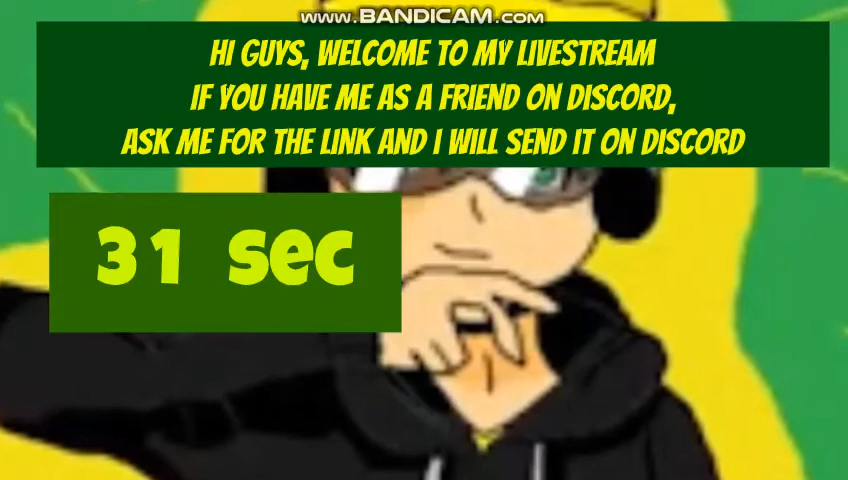 www.BANDICAM.com
HI GUYS, WELCOME TO MY LIVESTREAM
IF YOU HAVE ME AS A FRIEND ON DISCORD,
ASK ME FOR THE LINK AND I WILL SEND IT ON DISCORD
31 sec